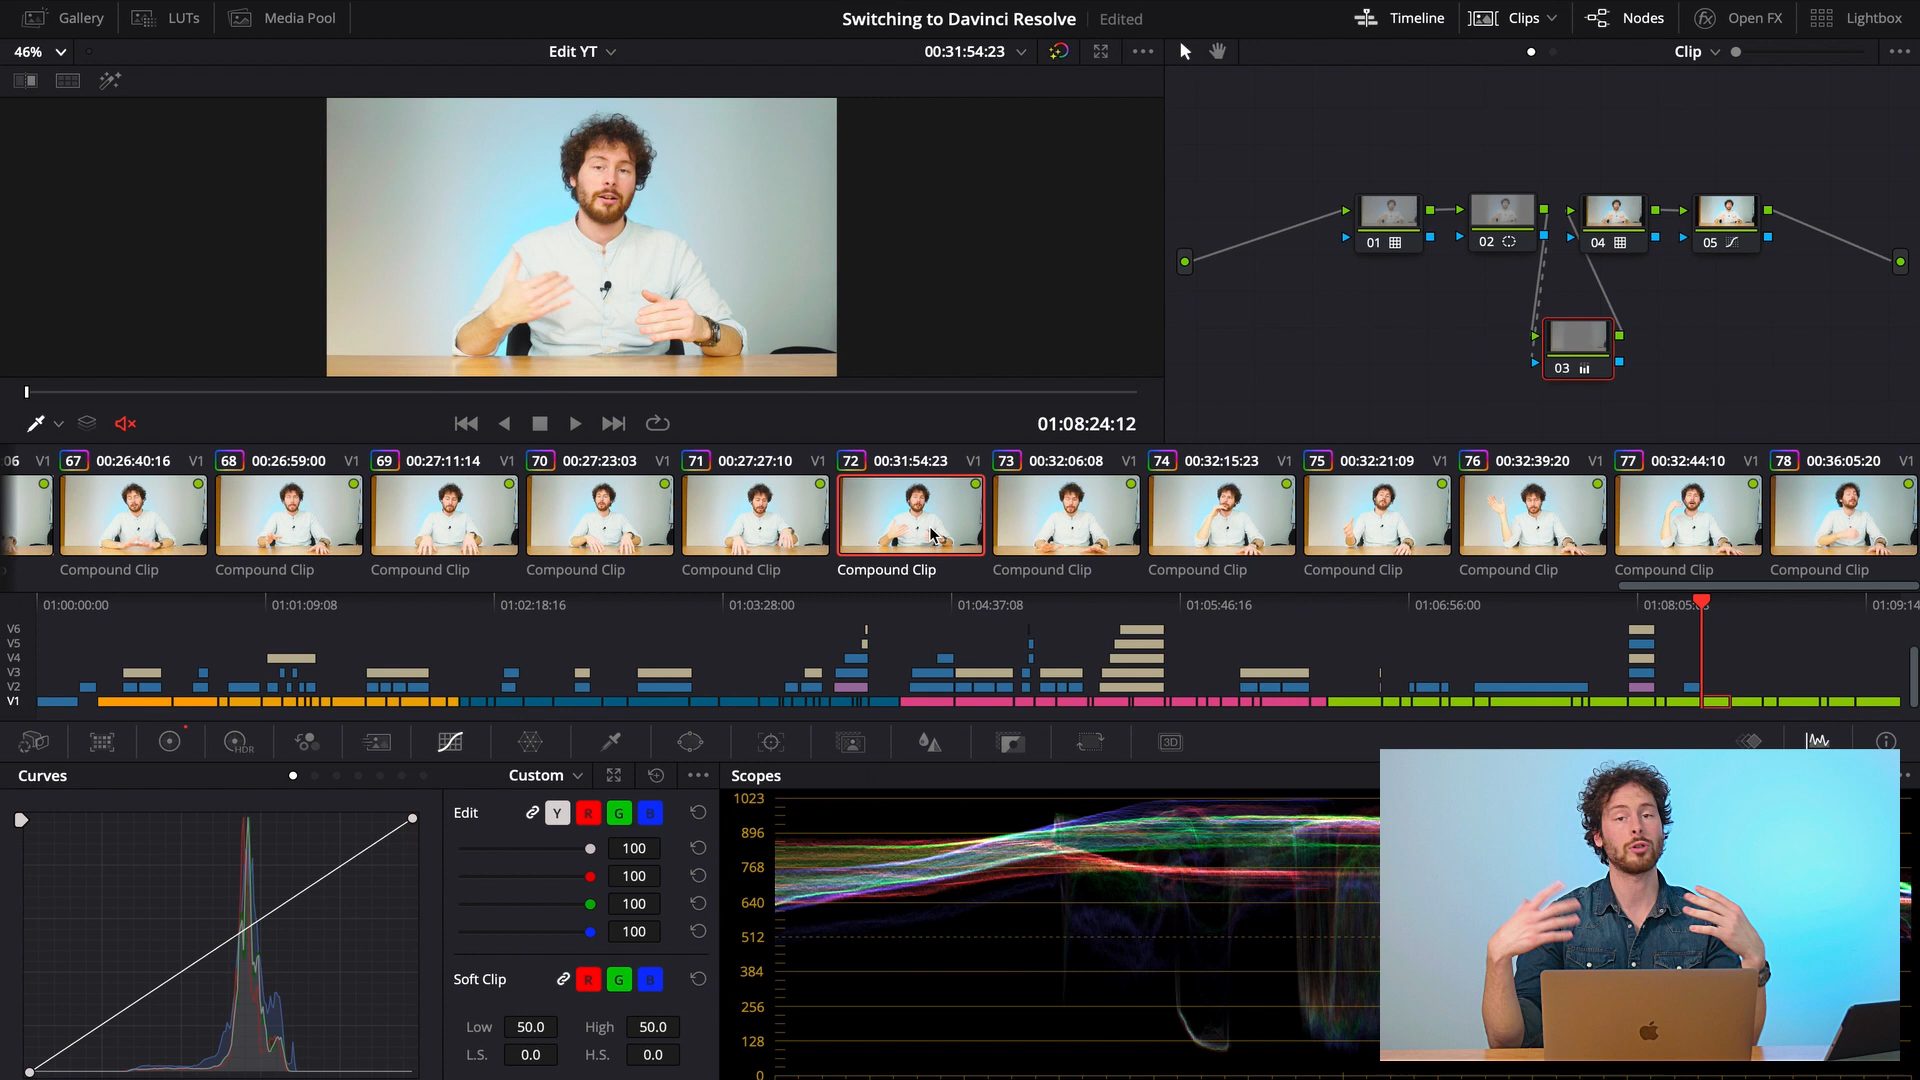 Gallery LUTs Media Pool Switching to Davinci Resolve Edited Timeline Clips Nodes Open FX Lightbox
46% Edit YT 00:31:54:23 Clip
01 02 04 05
03
01:08:24:12
06 V1 67 00:26:40:16 V1 68 00:26:59:00 V1 69 00:27:11:14 V1 70 00:27:23:03 V1 71 00:27:27:10 V1 72 00:31:54:23 V1 73 00:32:06:08 V1 74 00:32:15:23 V1 75 00:32:21:09 V1 76 00:32:39:20 V1 77 00:32:44:10 V1 78 00:36:05:20 V1
Compound Clip Compound Clip Compound Clip Compound Clip Compound Clip Compound Clip Compound Clip Compound Clip Compound Clip Compound Clip Compound Clip Compound Clip
01:00:00:00 01:01:09:08 01:02:18:16 01:03:28:00 01:04:37:08 01:05:46:16 01:06:56:00 01:08:05: 01:09:14
V6
V5
V4
V3
V2
V1
HDR 3D
Curves Custom Scopes
Edit Y R G B
100
100
100
100
Soft Clip R G B
Low 50.0 High 50.0
L.S. 0.0 H.S. 0.0
1023
896
768
640
512
384
256
128
0